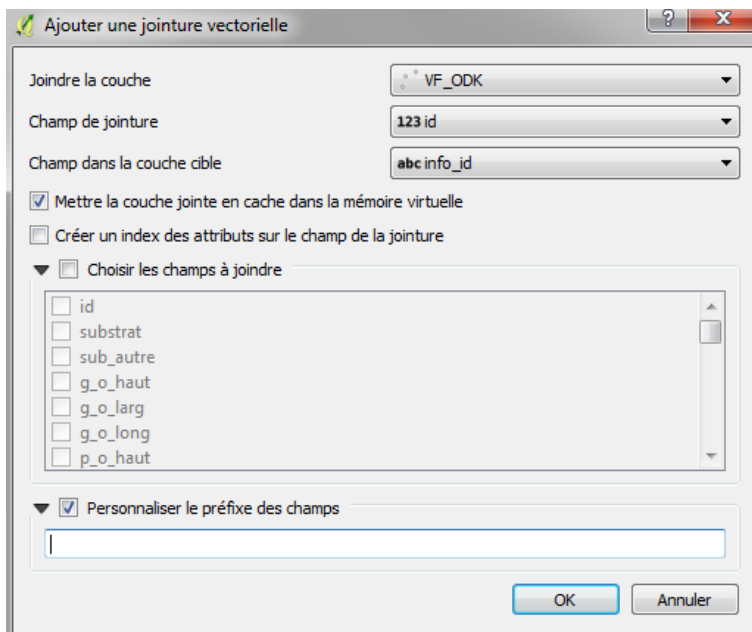 Ajouter une jointure vectorielle
Joindre la couche VF_ODK
Champ de jointure 123 id
Champ dans la couche cible abc info_id
Mettre la couche jointe en cache dans la mémoire virtuelle
Créer un index des attributs sur le champ de la jointure
Choisir les champs à joindre
id
substrat
sub_autre
g_o_haut
g_o_larg
g_o_long
p_o_haut
Personnaliser le préfixe des champs
OK Annuler